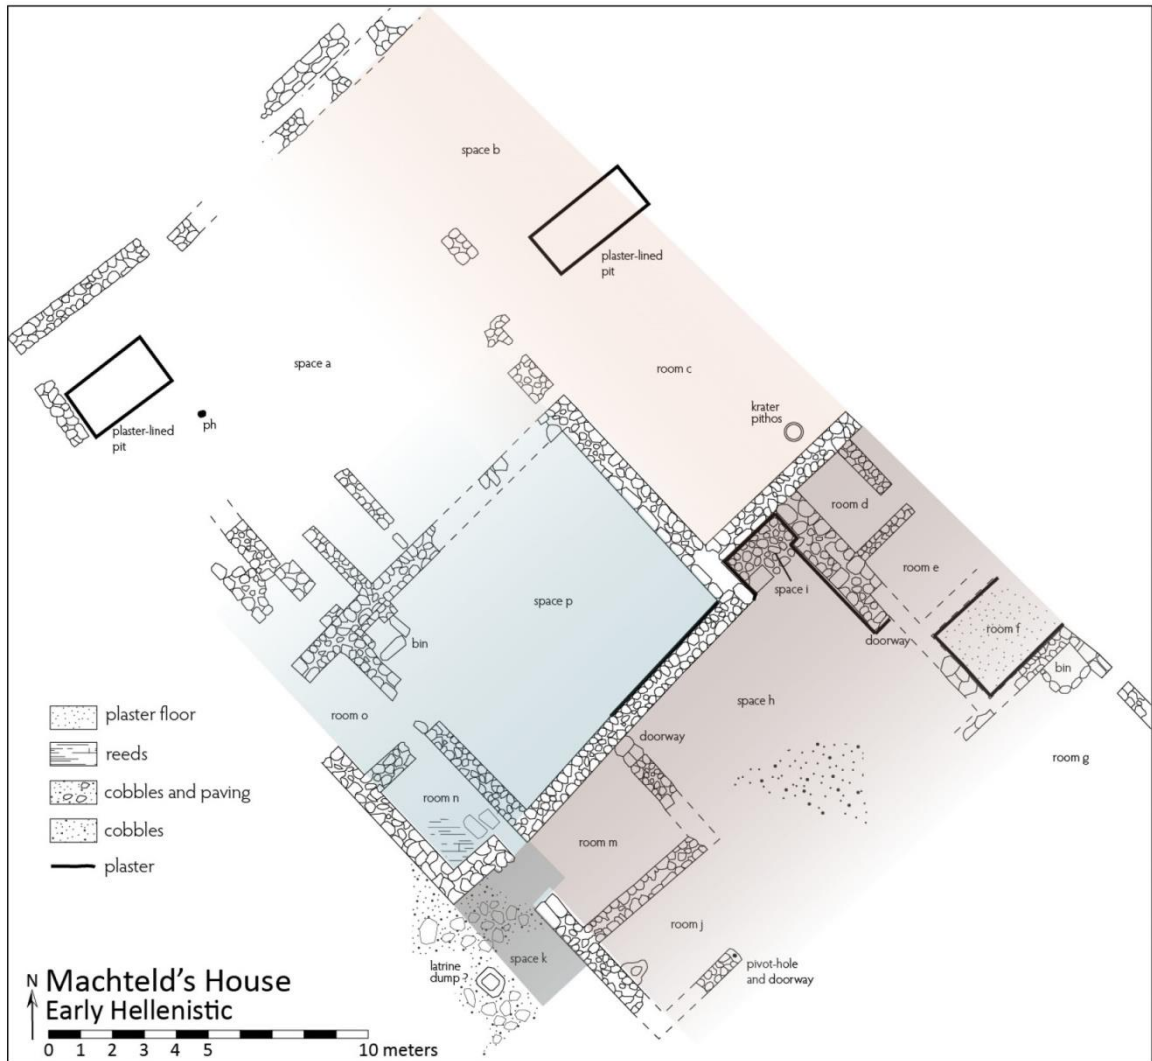 space b
plaster-lined
pit
space a
room c
krater
pithos
plaster-lined
pit
ph
room d
room e
space i
space p
doorway
room f
bin
bin
space h
room o
doorway
room g
plaster floor
reeds
cobbles and paving
cobbles
plaster
room n
room m
room j
space k
latrine
dump ?
pivot-hole
and doorway
N
Machteld's House
Early Hellenistic
0 1 2 3 4 5 10 meters